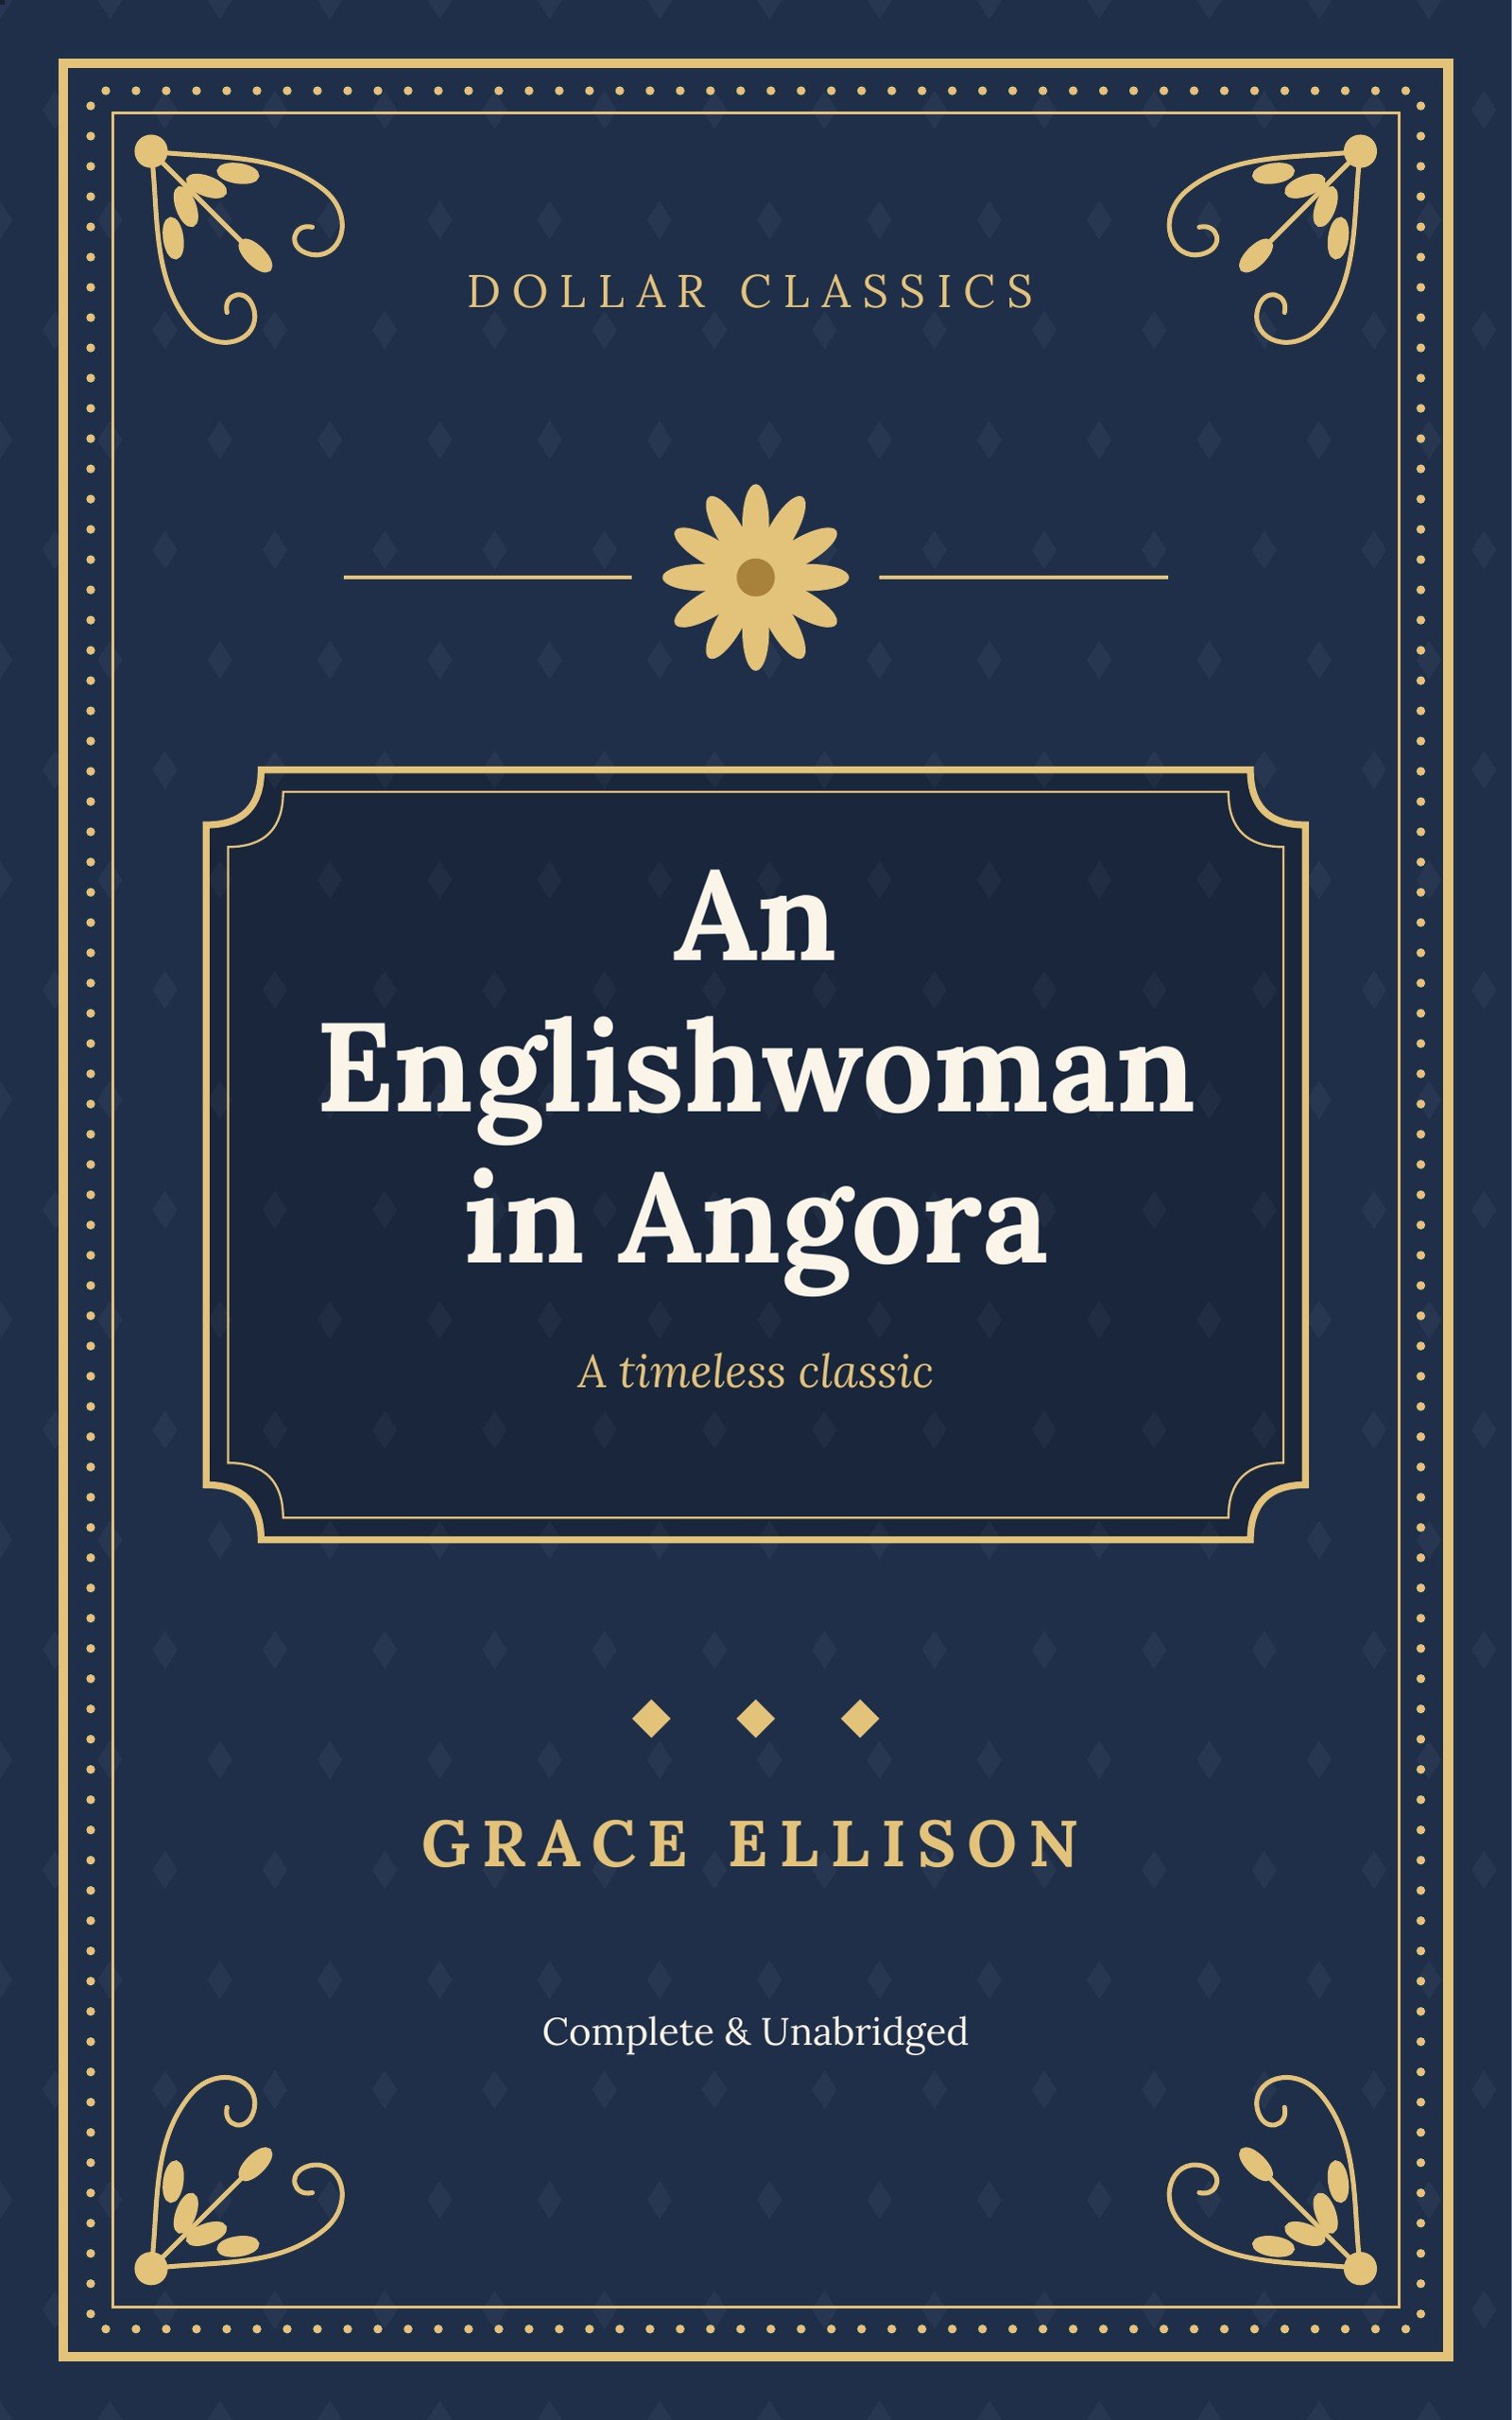 DOLLAR CLASSICS
An
Englishwoman
in Angora
A timeless classic
GRACE ELLISON
Complete & Unabridged